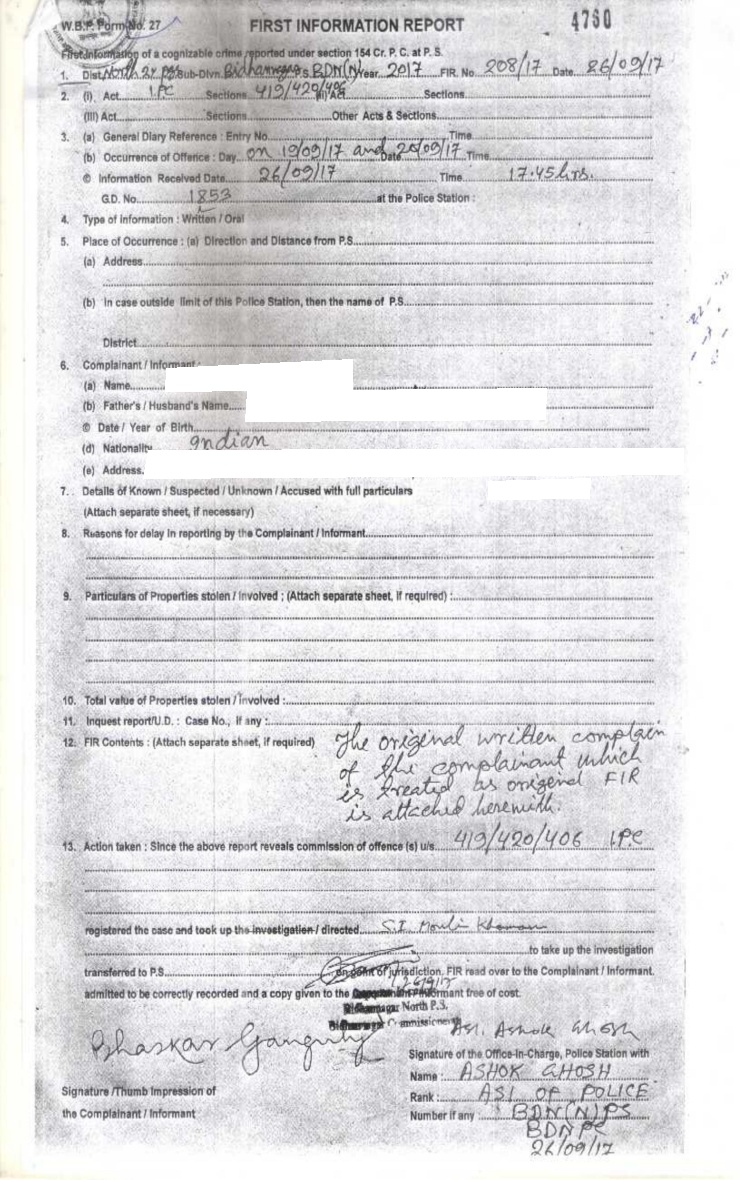 W.B.P. Form No. 27
FIRST INFORMATION REPORT
4760
First Information of a cognizable crime reported under section 154 Cr. P. C. at P. S.
1. Dist. North 24 Pgs Sub-Divn. Bidhannagar P.S. BDN(N) Year 2017 FIR. No. 208/17 Date 26/09/17
2. (i) Act IPC Sections 419/420/406 (ii) Act Sections
(iii) Act Sections Other Acts & Sections
3. (a) General Diary Reference : Entry No. Time
(b) Occurrence of Offence : Day on 19/09/17 and 20/09/17 Date Time
© Information Received Date 26/09/17 Time 17.45 hrs.
G.D. No. 1853 at the Police Station :
4. Type of information : Written / Oral
5. Place of Occurrence : (a) Direction and Distance from P.S.
(a) Address
(b) In case outside limit of this Police Station, then the name of P.S.
District
6. Complainant / Informant :
(a) Name
(b) Father's / Husband's Name
© Date / Year of Birth
(d) Nationality Indian
(e) Address.
7. Details of Known / Suspected / Unknown / Accused with full particulars
(Attach separate sheet, if necessary)
8. Reasons for delay in reporting by the Complainant / Informant
9. Particulars of Properties stolen / Involved ; (Attach separate sheet, if required) :
10. Total value of Properties stolen / Involved :
11. Inquest report/U.D. : Case No., if any :
12. FIR Contents : (Attach separate sheet, if required) The original written complain
of the complainant which
is treated as origenal FIR
is attached herewith.
13. Action taken : Since the above report reveals commission of offence (s) u/s 419/420/406 I.P.C
registered the case and took up the investigation / directed S.I. Mouli
to take up the investigation
transferred to P.S. on point of jurisdiction. FIR read over to the Complainant / Informant.
26/9/17
admitted to be correctly recorded and a copy given to the Informant free of cost.
Bidhannagar North P.S.
Bidhannagar Commissionerate
Bhaskar Ganguly
ASI. Ashok Ghosh
Signature of the Office-in-Charge, Police Station with
Name : ASHOK GHOSH
Signature /Thumb Impression of
Rank : ASI OF POLICE
the Complainant / Informant
Number if any : BDN(N)PS
BDN PC
26/09/17